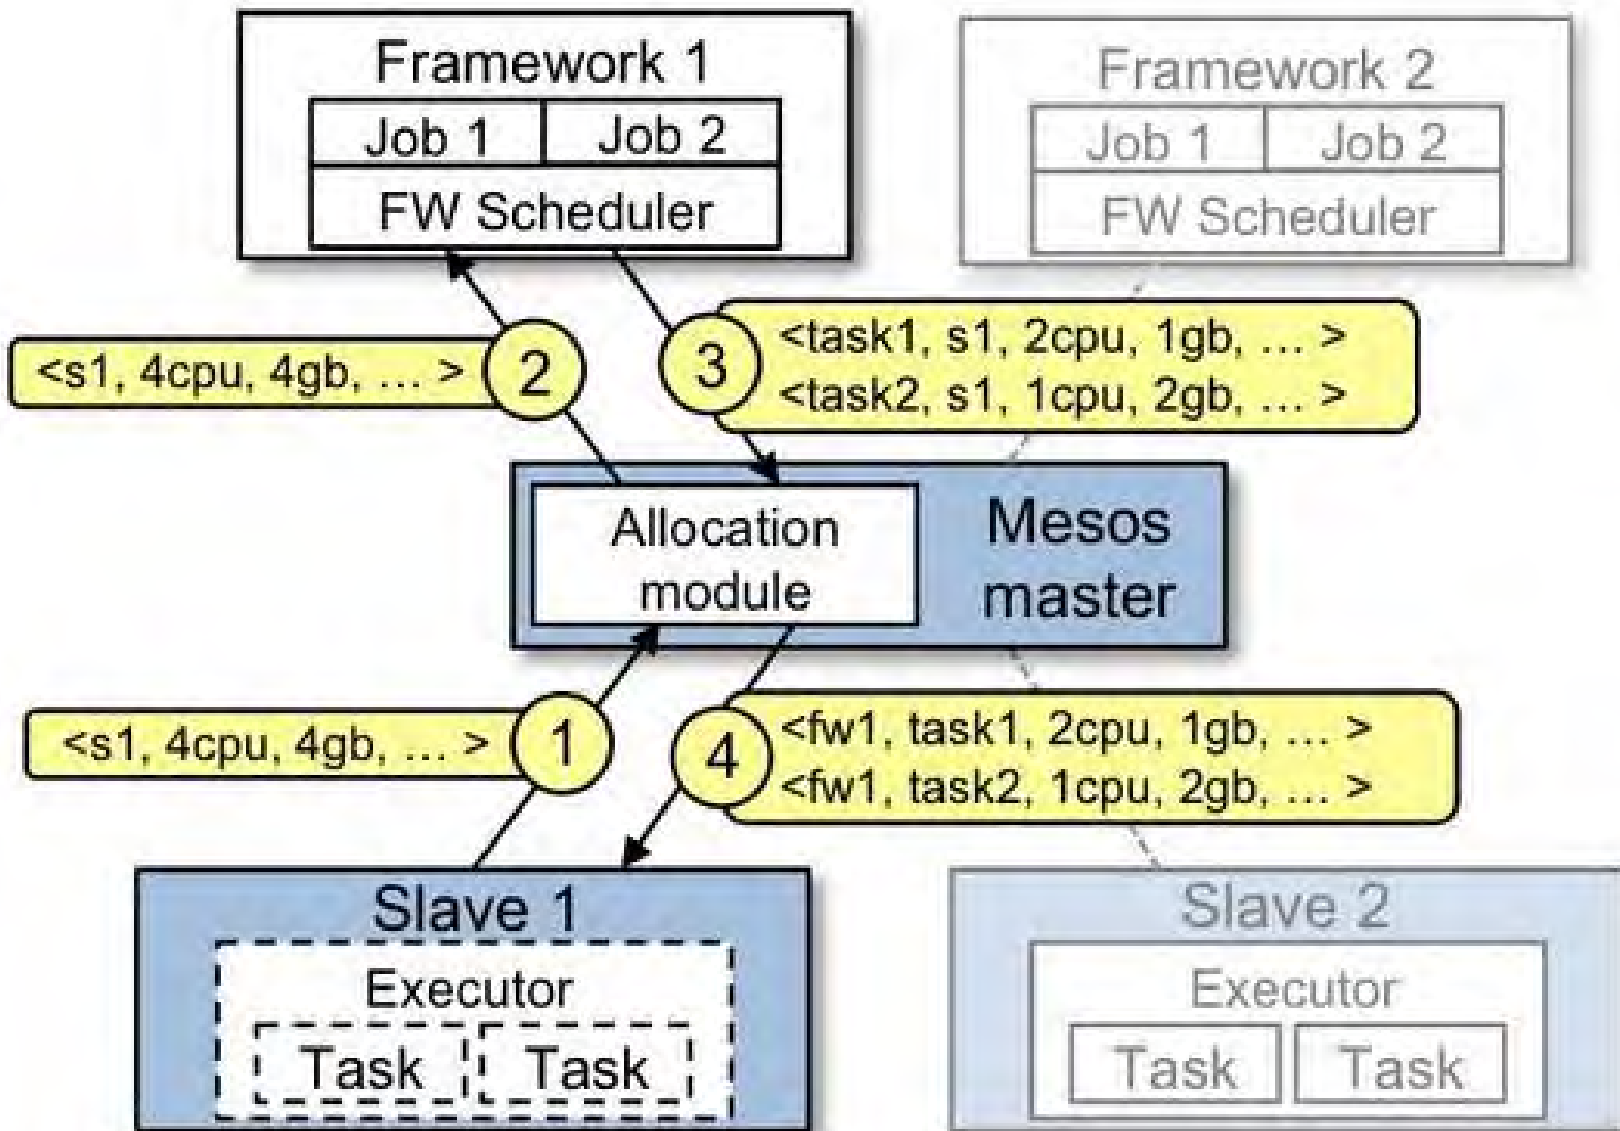 Framework 1
Job 1 Job 2
FW Scheduler
Framework 2
Job 1 Job 2
FW Scheduler
<s1, 4cpu, 4gb, ... >
2
3
<task1, s1, 2cpu, 1gb, ... >
<task2, s1, 1cpu, 2gb, ... >
Allocation
module
Mesos
master
<s1, 4cpu, 4gb, ... >
1
4
<fw1, task1, 2cpu, 1gb, ... >
<fw1, task2, 1cpu, 2gb, ... >
Slave 1
Executor
Task Task
Slave 2
Executor
Task Task